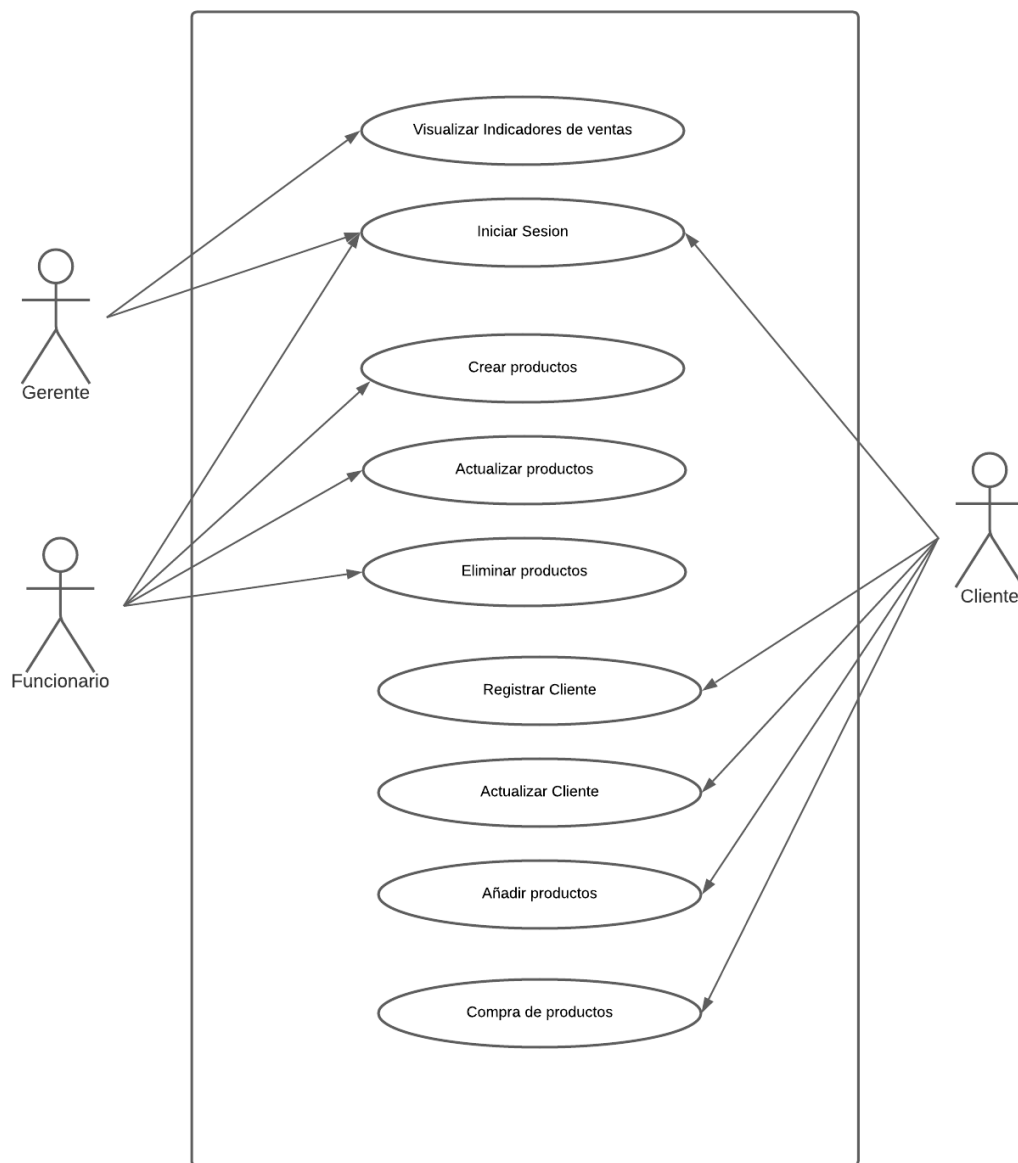 Visualizar Indicadores de ventas
Iniciar Sesion
Gerente
Crear productos
Actualizar productos
Eliminar productos
Cliente
Funcionario
Registrar Cliente
Actualizar Cliente
Añadir productos
Compra de productos